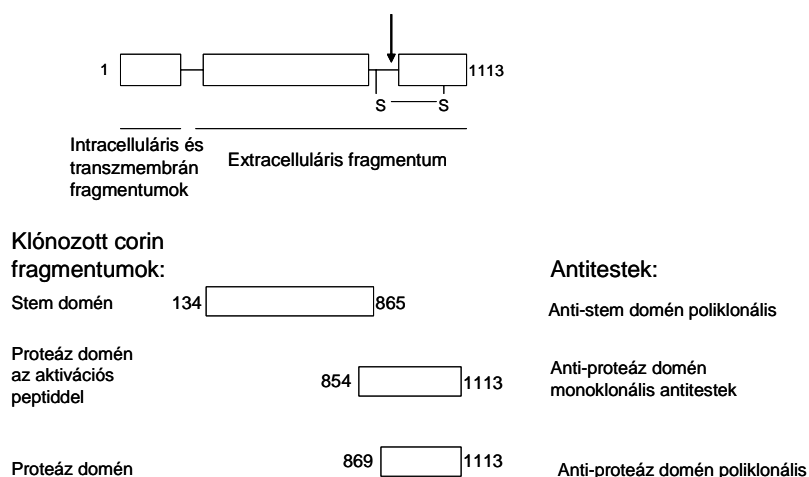 1
1113
S S
Intracelluláris és
transzmembrán
fragmentumok
Extracelluláris fragmentum
Klónozott corin
fragmentumok:
Antitestek:
Stem domén
134
865
Anti-stem domén poliklonális
Proteáz domén
az aktivációs
peptiddel
854
1113
Anti-proteáz domén
monoklonális antitestek
Proteáz domén
869
1113
Anti-proteáz domén poliklonális